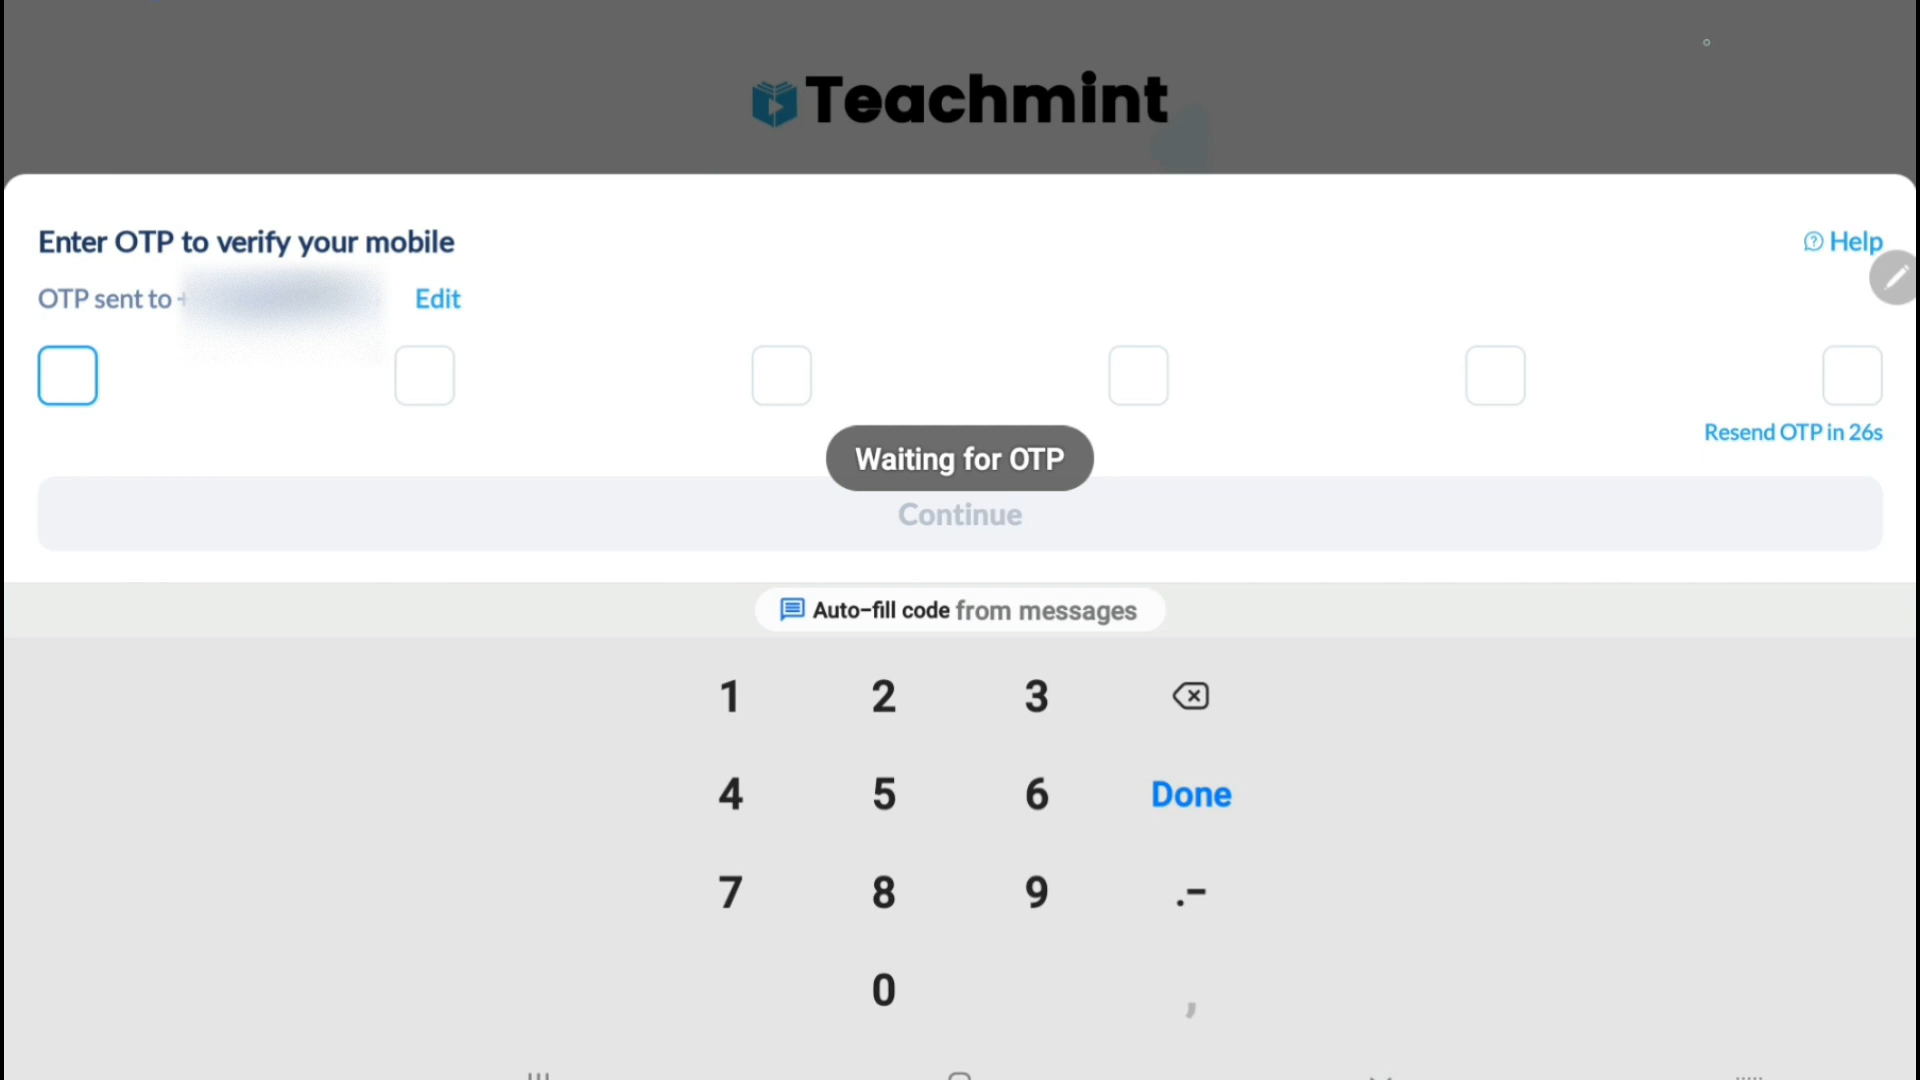 Teachmint
Enter OTP to verify your mobile
Help
OTP sent to +
Edit
Resend OTP in 26s
Waiting for OTP
Continue
Auto-fill code from messages
1 2 3
4 5 6 Done
7 8 9 .-
0 ,